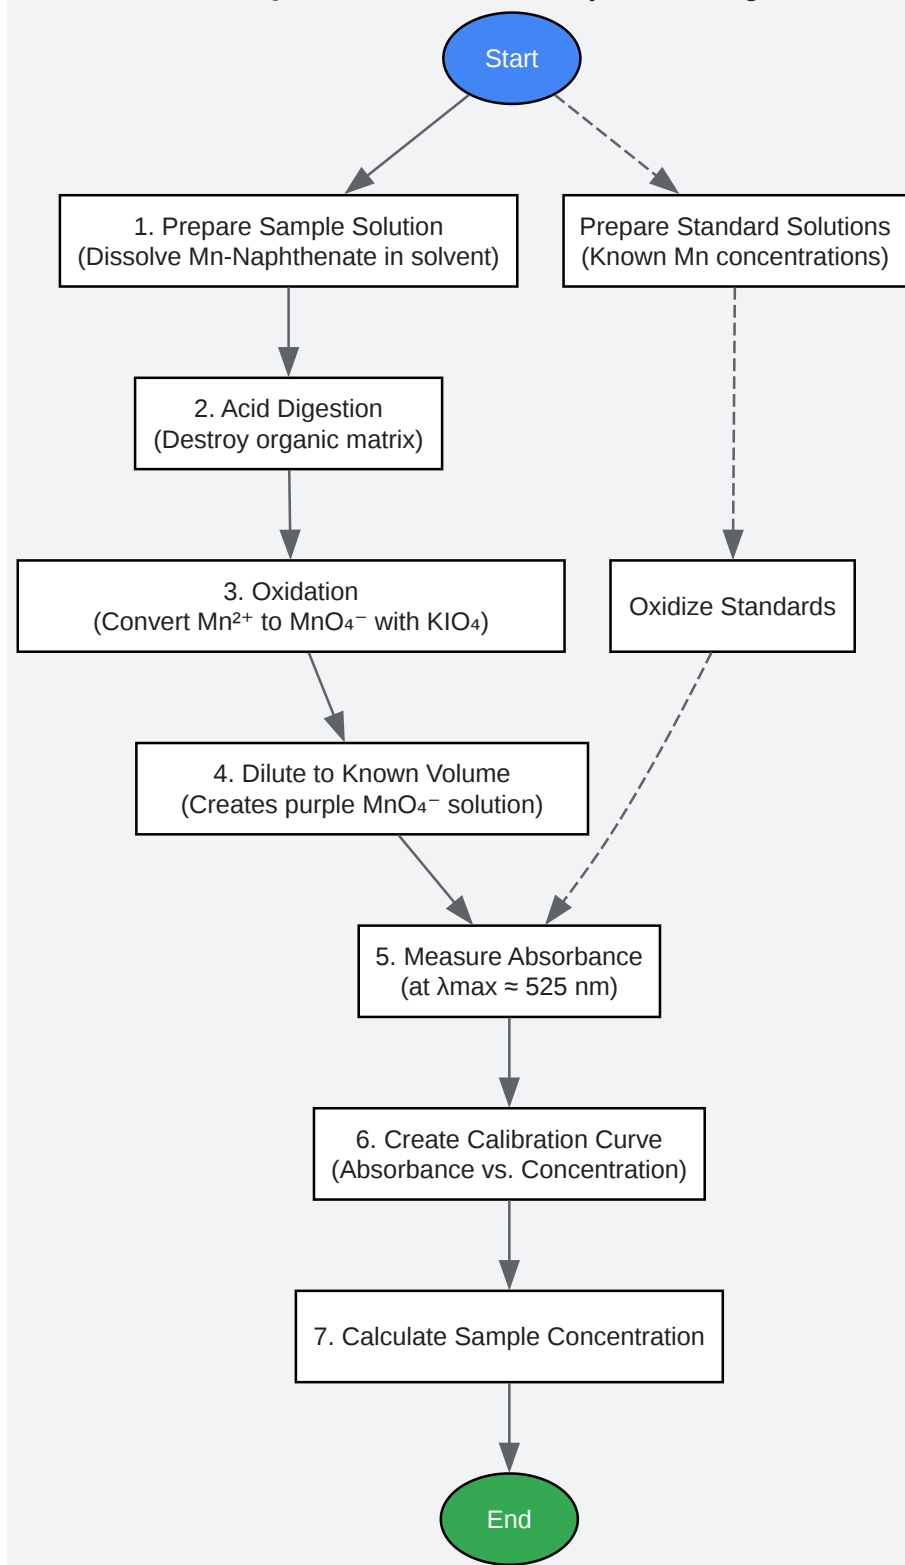 Start
1. Prepare Sample Solution
(Dissolve Mn-Naphthenate in solvent)
Prepare Standard Solutions
(Known Mn concentrations)
2. Acid Digestion
(Destroy organic matrix)
3. Oxidation
(Convert Mn²⁺ to MnO₄⁻ with KIO₄)
Oxidize Standards
4. Dilute to Known Volume
(Creates purple MnO₄⁻ solution)
5. Measure Absorbance
(at λmax ≈ 525 nm)
6. Create Calibration Curve
(Absorbance vs. Concentration)
7. Calculate Sample Concentration
End